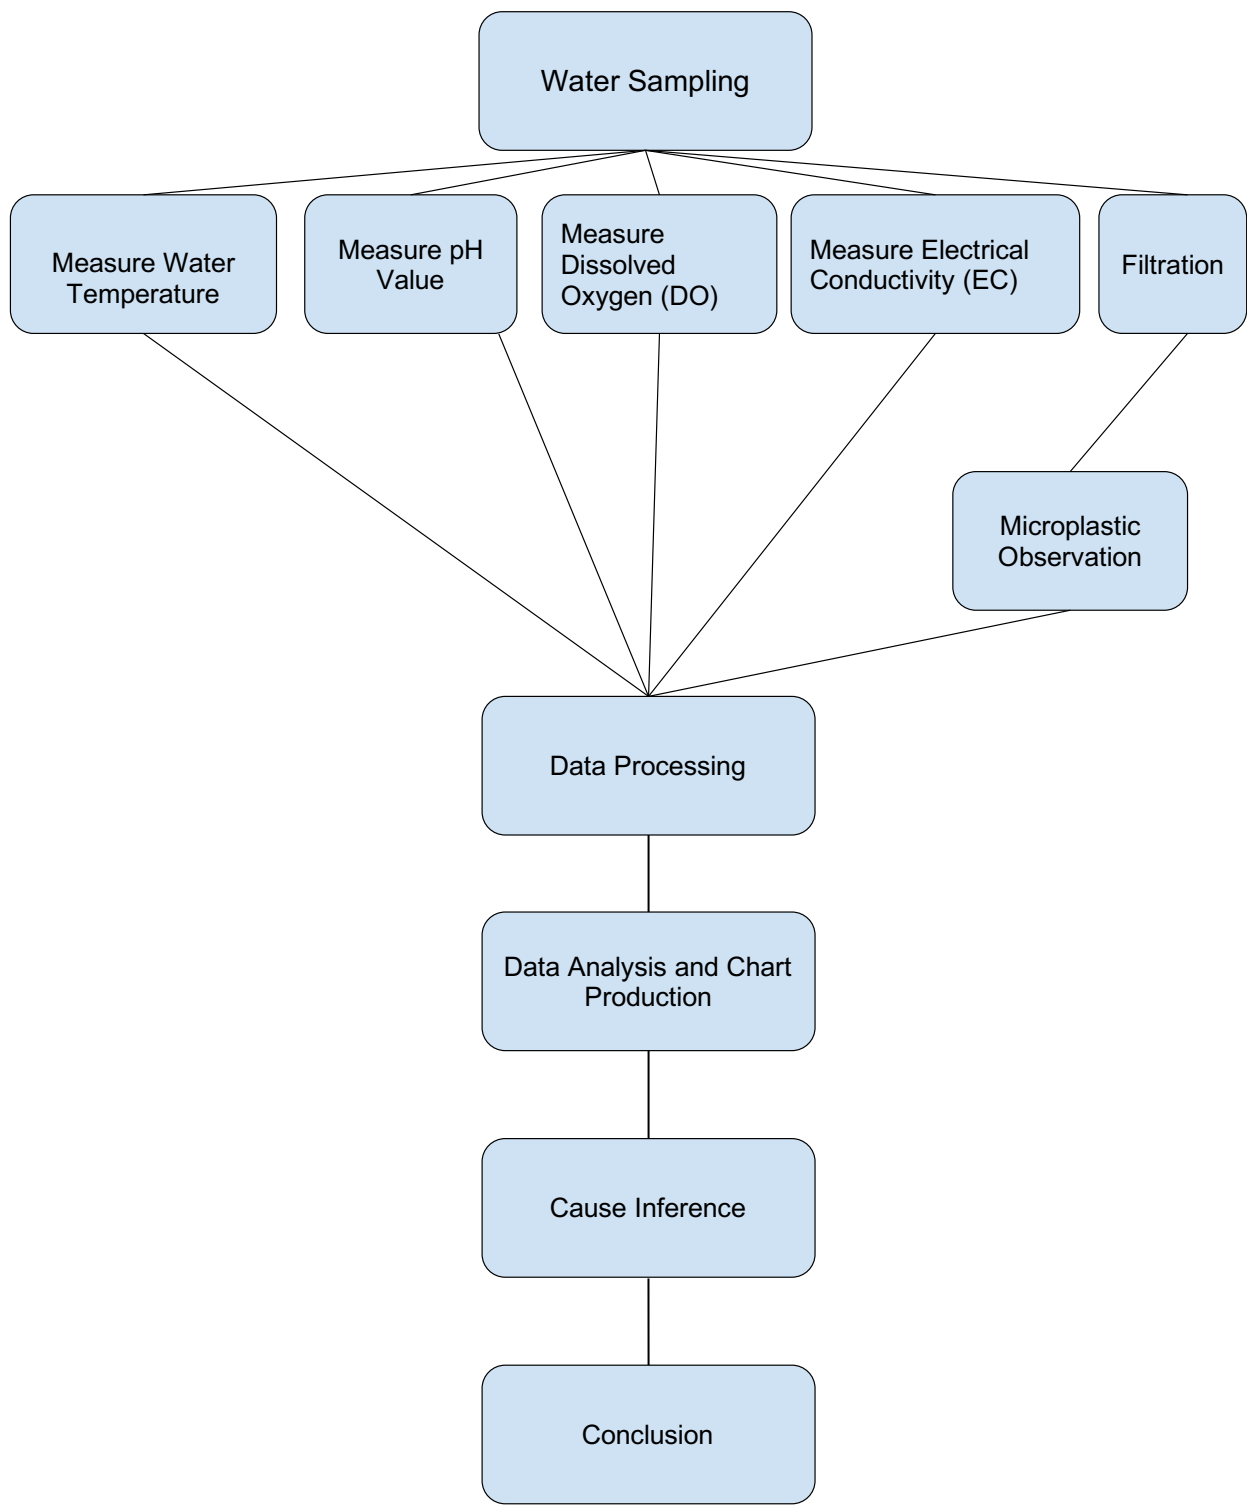 Water Sampling
Measure Water
Temperature
Measure pH
Value
Measure
Dissolved
Oxygen (DO)
Measure Electrical
Conductivity (EC)
Filtration
Microplastic
Observation
Data Processing
Data Analysis and Chart
Production
Cause Inference
Conclusion